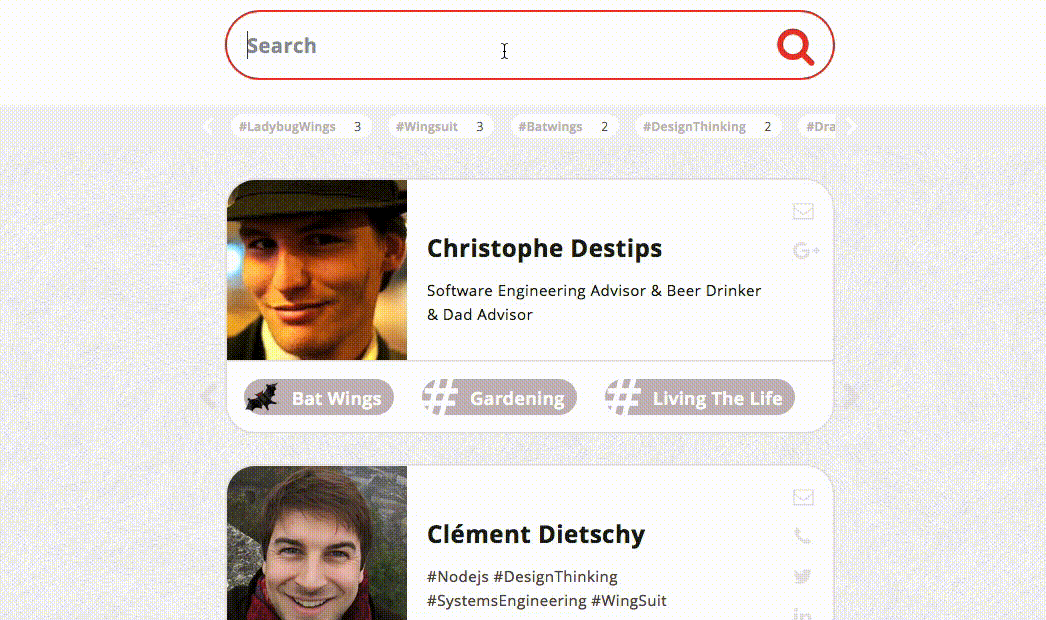 Search
#LadybugWings 3 #Wingsuit 3 #Batwings 2 #DesignThinking 2 #Dra
Christophe Destips
Software Engineering Advisor & Beer Drinker
& Dad Advisor
Bat Wings # Gardening # Living The Life
Clément Dietschy
#Nodejs #DesignThinking
#SystemsEngineering #WingSuit